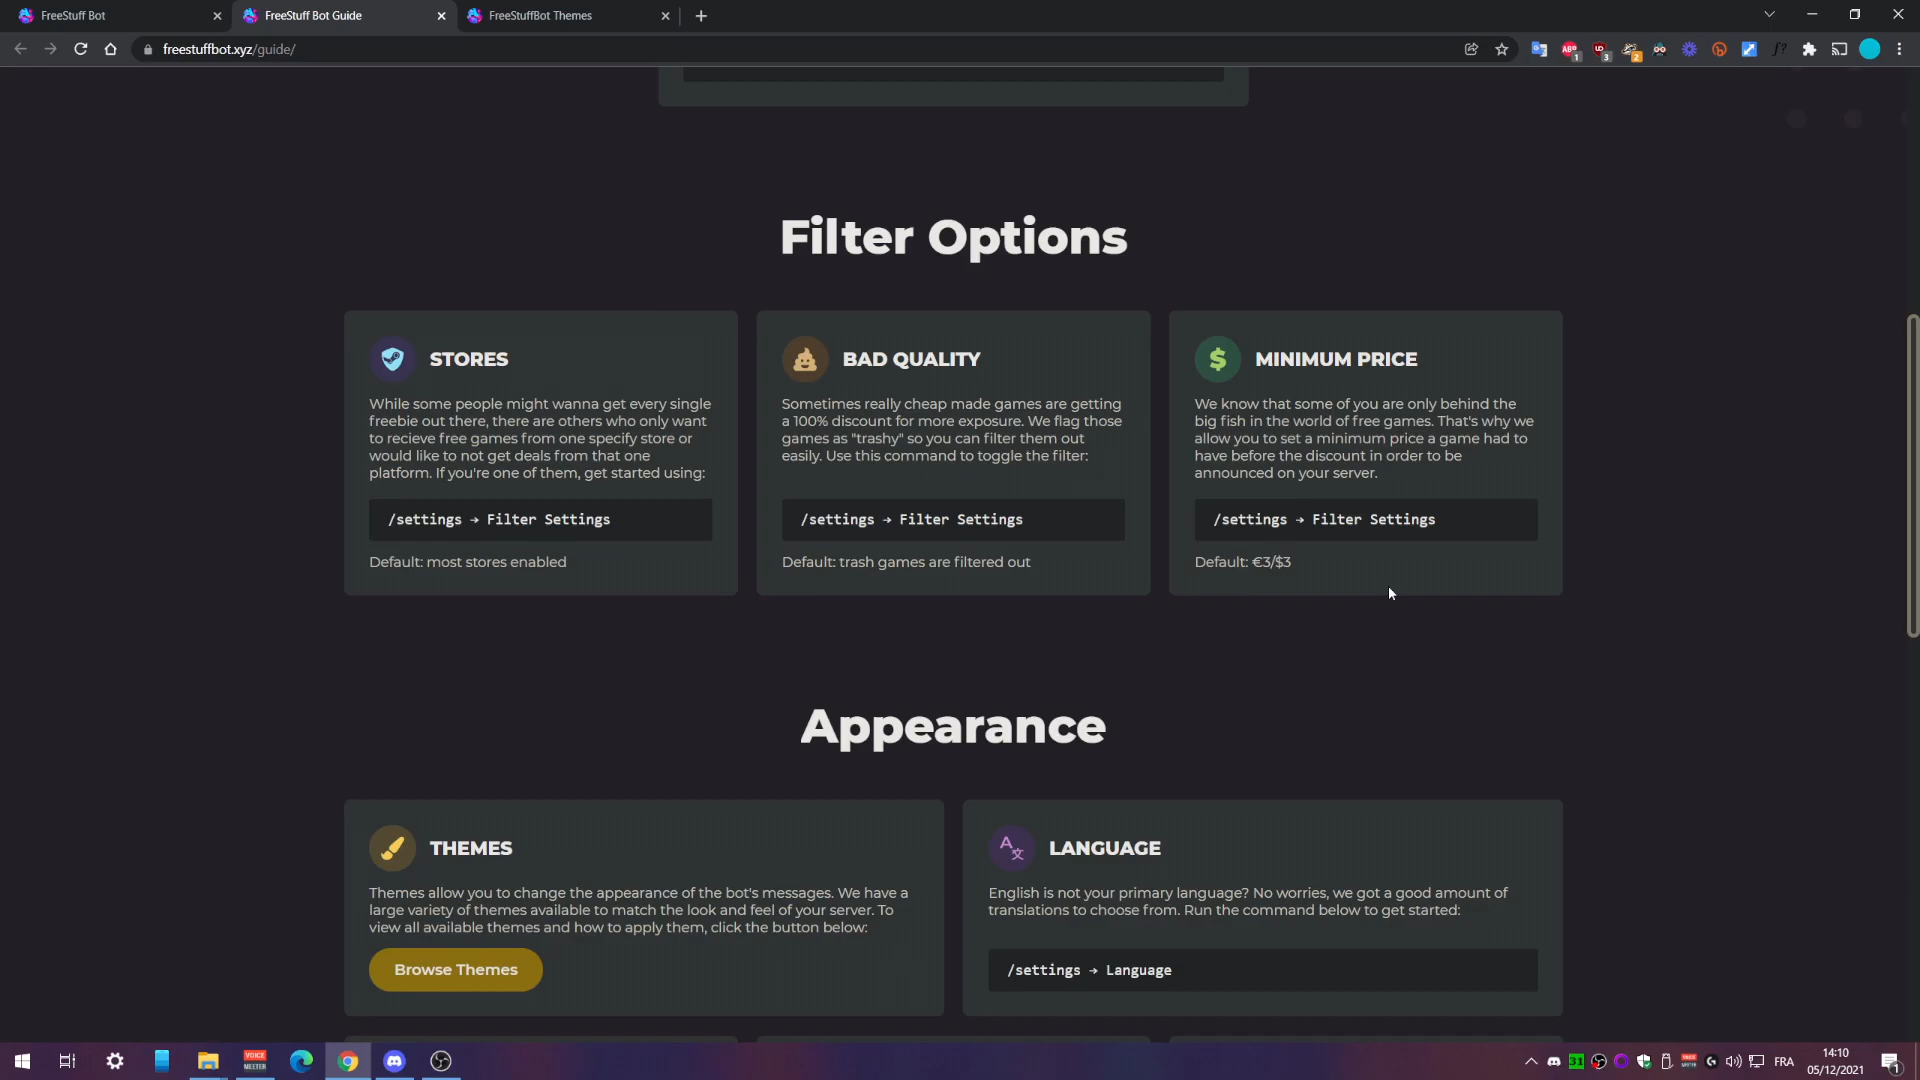 FreeStuff Bot
FreeStuff Bot Guide
FreeStuffBot Themes
freestuffbot.xyz/guide/
Filter Options
STORES
While some people might wanna get every single
freebie out there, there are others who only want
to recieve free games from one specify store or
would like to not get deals from that one
platform. If you're one of them, get started using:
/settings → Filter Settings
Default: most stores enabled
BAD QUALITY
Sometimes really cheap made games are getting
a 100% discount for more exposure. We flag those
games as "trashy" so you can filter them out
easily. Use this command to toggle the filter:
/settings → Filter Settings
Default: trash games are filtered out
MINIMUM PRICE
We know that some of you are only behind the
big fish in the world of free games. That's why we
allow you to set a minimum price a game had to
have before the discount in order to be
announced on your server.
/settings → Filter Settings
Default: €3/$3
Appearance
THEMES
Themes allow you to change the appearance of the bot's messages. We have a
large variety of themes available to match the look and feel of your server. To
view all available themes and how to apply them, click the button below:
Browse Themes
LANGUAGE
English is not your primary language? No worries, we got a good amount of
translations to choose from. Run the command below to get started:
/settings → Language
VOICE
MEETER
31
FRA
14:10
05/12/2021
1